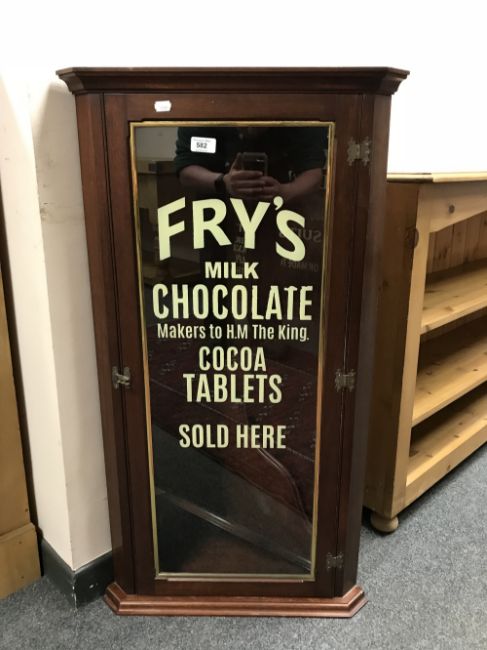 582
FRY'S
MILK
CHOCOLATE
Makers to H.M The King.
COCOA
TABLETS
SOLD HERE